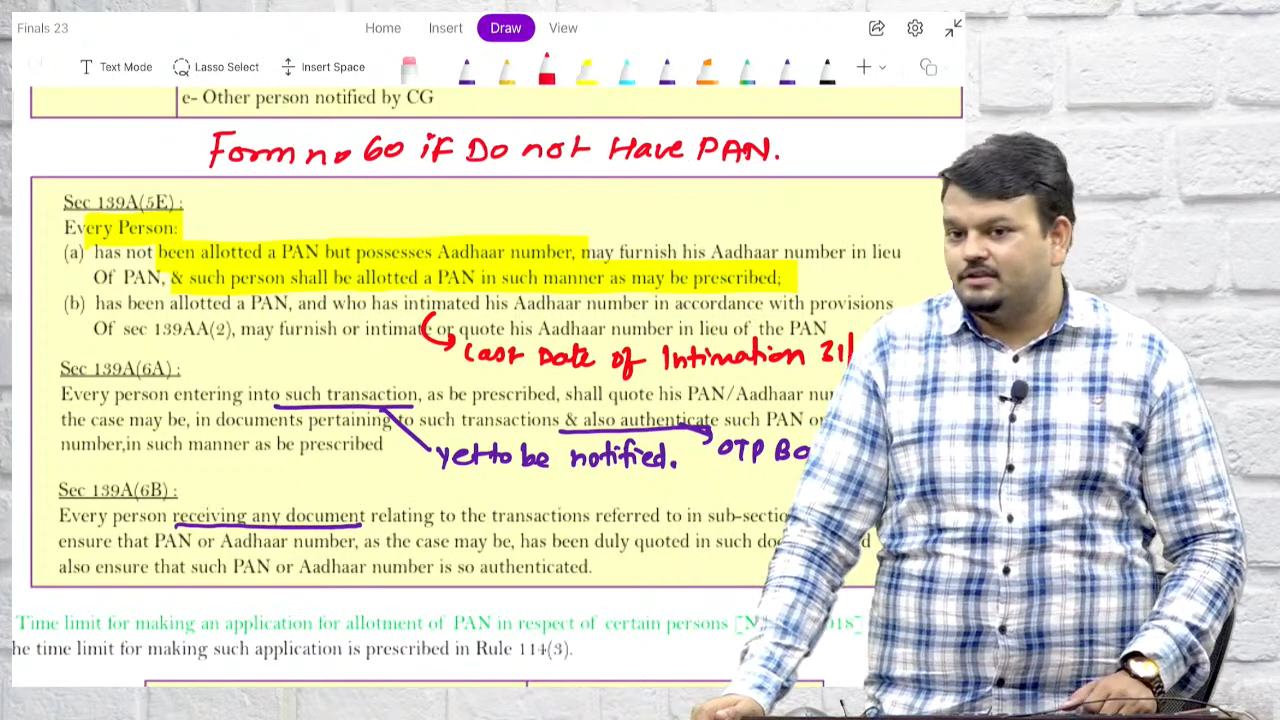 Finals 23
Home Insert Draw View
Text Mode Lasso Select Insert Space
e- Other person notified by CG
Form no 60 if Do not Have PAN.
Sec 139A(5E) :
Every Person:
(a) has not been allotted a PAN but possesses Aadhaar number, may furnish his Aadhaar number in lieu
Of PAN, & such person shall be allotted a PAN in such manner as may be prescribed;
(b) has been allotted a PAN, and who has intimated his Aadhaar number in accordance with provisions
Of sec 139AA(2), may furnish or intimate or quote his Aadhaar number in lieu of the PAN
Last Date of Intimation 31/
Sec 139A(6A) :
Every person entering into such transaction, as be prescribed, shall quote his PAN/Aadhaar
the case may be, in documents pertaining to such transactions & also authenticate such PAN or
number,in such manner as be prescribed
yet to be notified.
OTP
Sec 139A(6B) :
Every person receiving any document relating to the transactions referred to in
ensure that PAN or Aadhaar number, as the case may be, has been duly quoted in such
also ensure that such PAN or Aadhaar number is so authenticated.
Time limit for making an application for allotment of PAN in respect of certain persons
he time limit for making such application is prescribed in Rule 114(3).